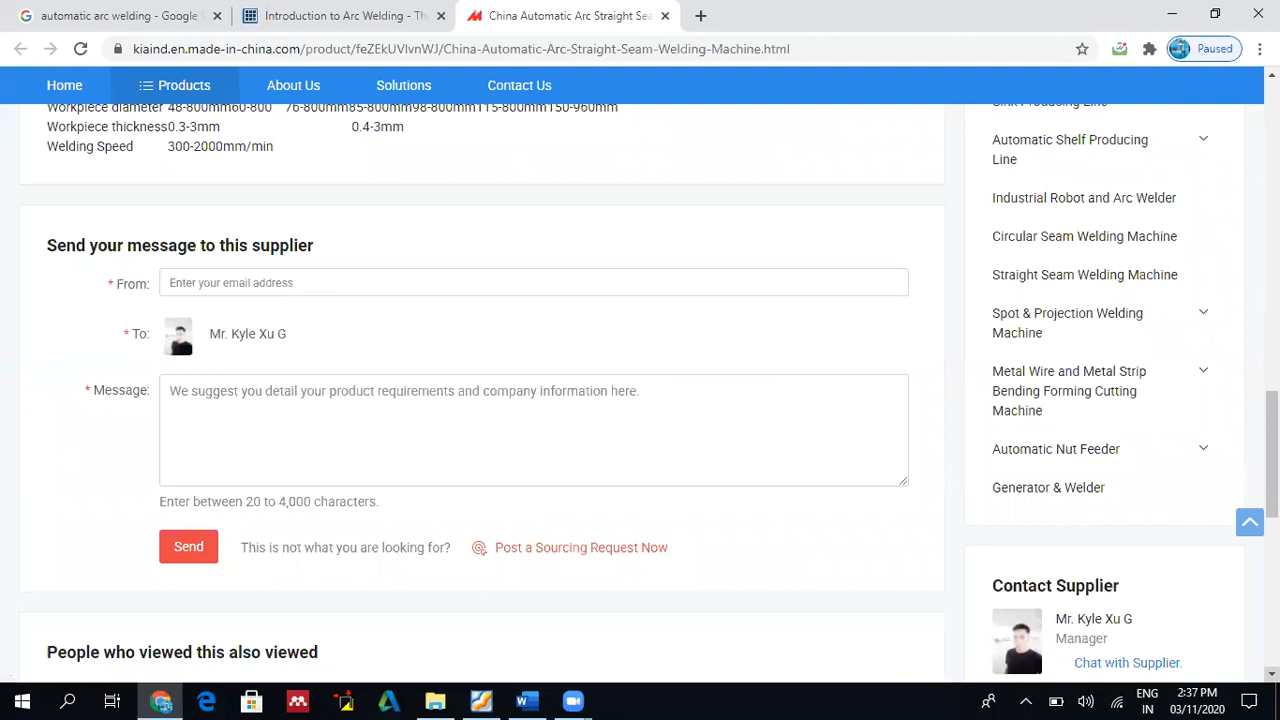 automatic arc welding - Google
Introduction to Arc Welding - Th
China Automatic Arc Straight Sea
kiaind.en.made-in-china.com/product/feZEkUVlvnWJ/China-Automatic-Arc-Straight-Seam-Welding-Machine.html
Paused
Home Products About Us Solutions Contact Us
Workpiece diameter 48-800mm60-800 76-800mm85-800mm98-800mm115-800mm150-960mm
Workpiece thickness0.3-3mm 0.4-3mm
Welding Speed 300-2000mm/min
Send your message to this supplier
* From: Enter your email address
* To: Mr. Kyle Xu G
* Message: We suggest you detail your product requirements and company information here.
Enter between 20 to 4,000 characters.
Send This is not what you are looking for? Post a Sourcing Request Now
People who viewed this also viewed
Sink Producing Line
Automatic Shelf Producing
Line
Industrial Robot and Arc Welder
Circular Seam Welding Machine
Straight Seam Welding Machine
Spot & Projection Welding
Machine
Metal Wire and Metal Strip
Bending Forming Cutting
Machine
Automatic Nut Feeder
Generator & Welder
Contact Supplier
Mr. Kyle Xu G
Manager
Chat with Supplier.
ENG
IN
2:37 PM
03/11/2020